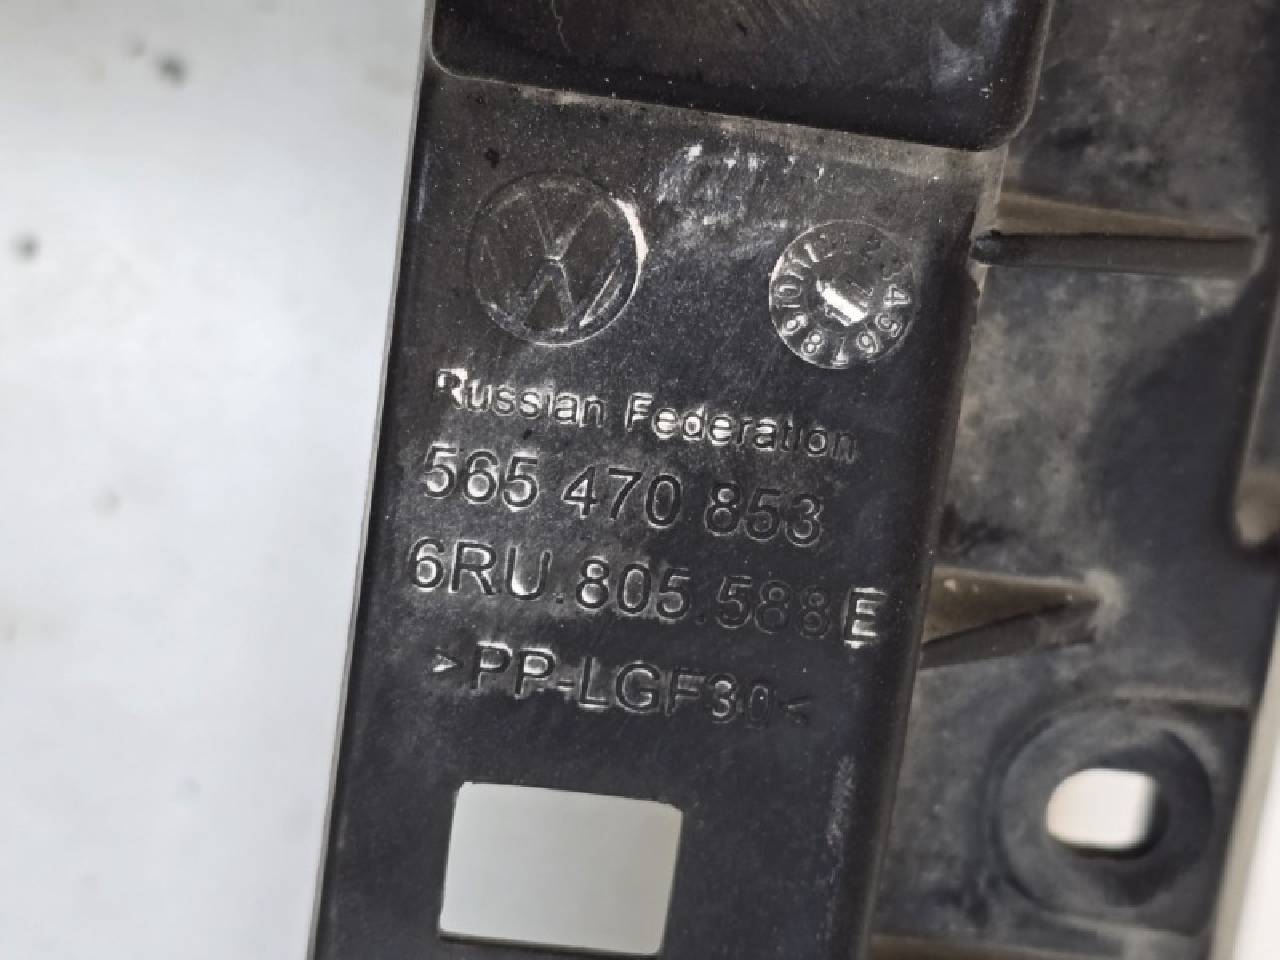 Russian Federation
565 470 853
6RU.805.588E
>PP-LGF30<